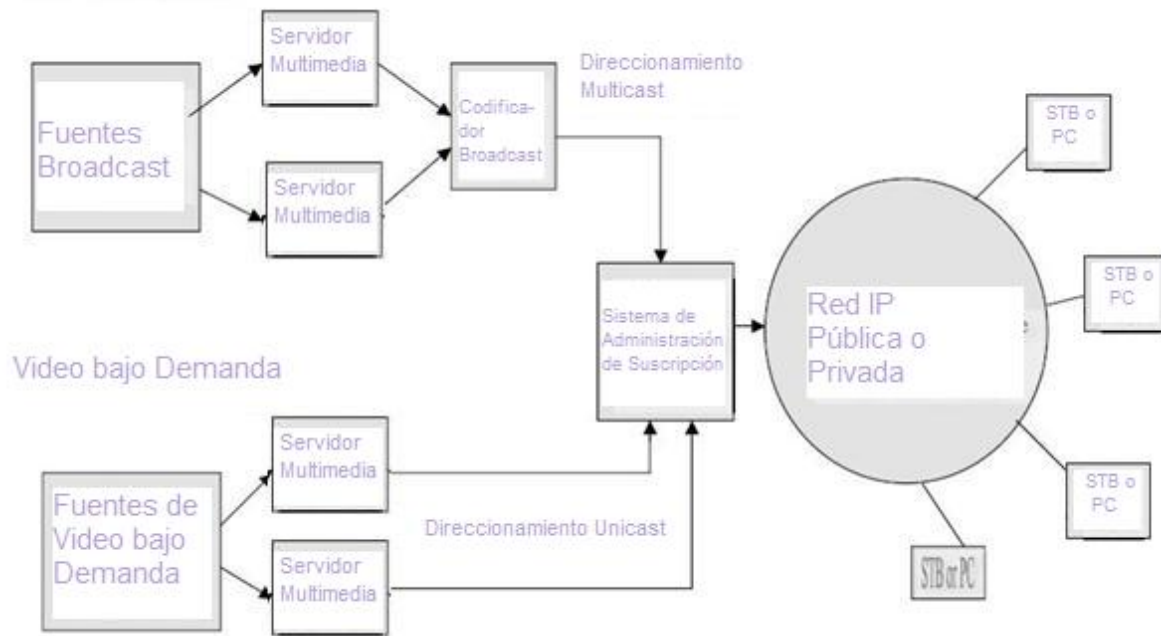 Servidor
Multimedia
Fuentes
Broadcast
Servidor
Multimedia
Codifica-
dor
Broadcast
Direccionamiento
Multicast
STB o
PC
STB o
PC
Sistema de
Administración
de Suscripción
Red IP
Pública o
Privada
Video bajo Demanda
Servidor
Multimedia
STB o
PC
Fuentes de
Video bajo
Demanda
Direccionamiento Unicast
Servidor
Multimedia
STB or PC